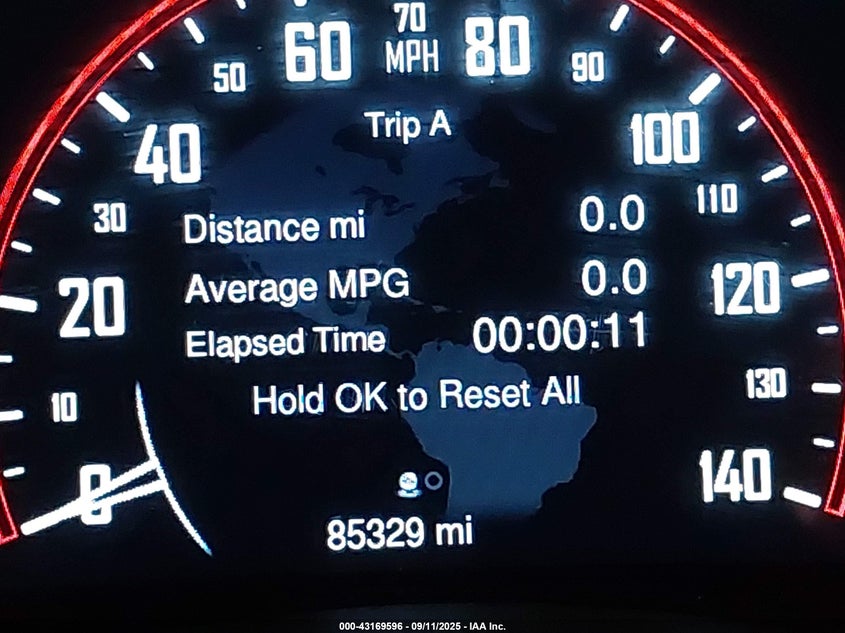 70
60 MPH 80
50 90
Trip A
40 100
30 110
Distance mi 0.0
Average MPG 0.0
20 120
Elapsed Time 00:00:11
10 130
Hold OK to Reset All
0 140
85329 mi
000-43169596 - 09/11/2025 - IAA Inc.